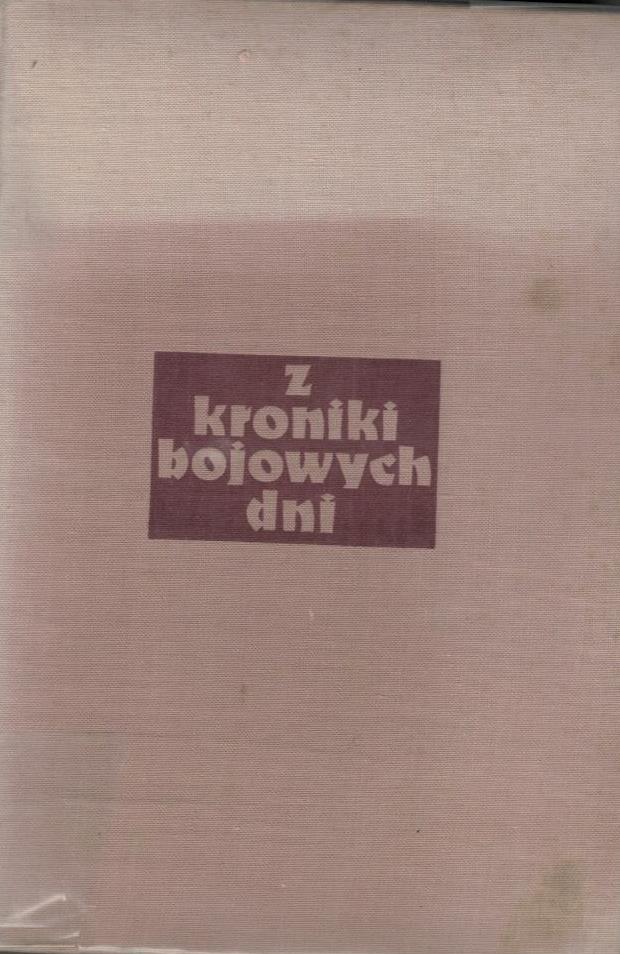 z
kroniki
bojowych
dni